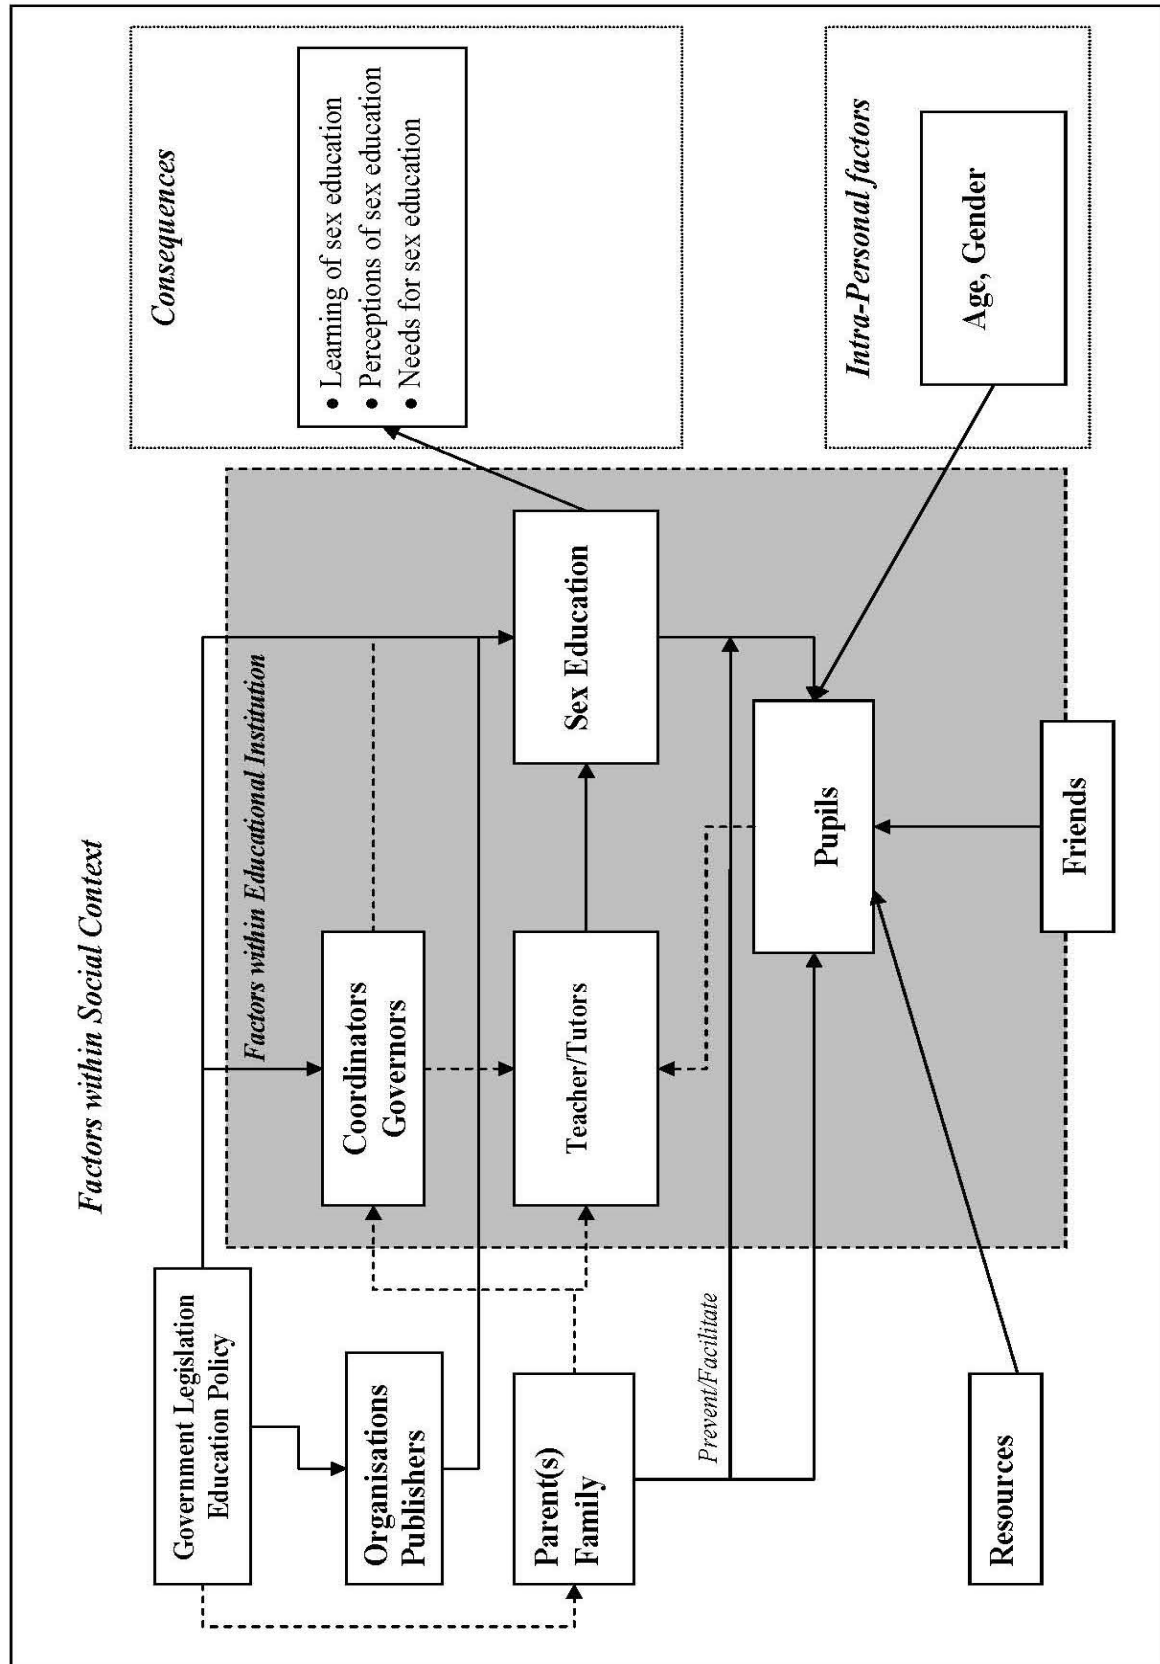 Factors within Social Context
Government Legislation
Education Policy
Organisations
Publishers
Parent(s)
Family
Prevent/Facilitate
Resources
Factors within Educational Institution
Coordinators
Governors
Teacher/Tutors
Sex Education
Pupils
Friends
Consequences
● Learning of sex education
● Perceptions of sex education
● Needs for sex education
Intra-Personal factors
Age, Gender